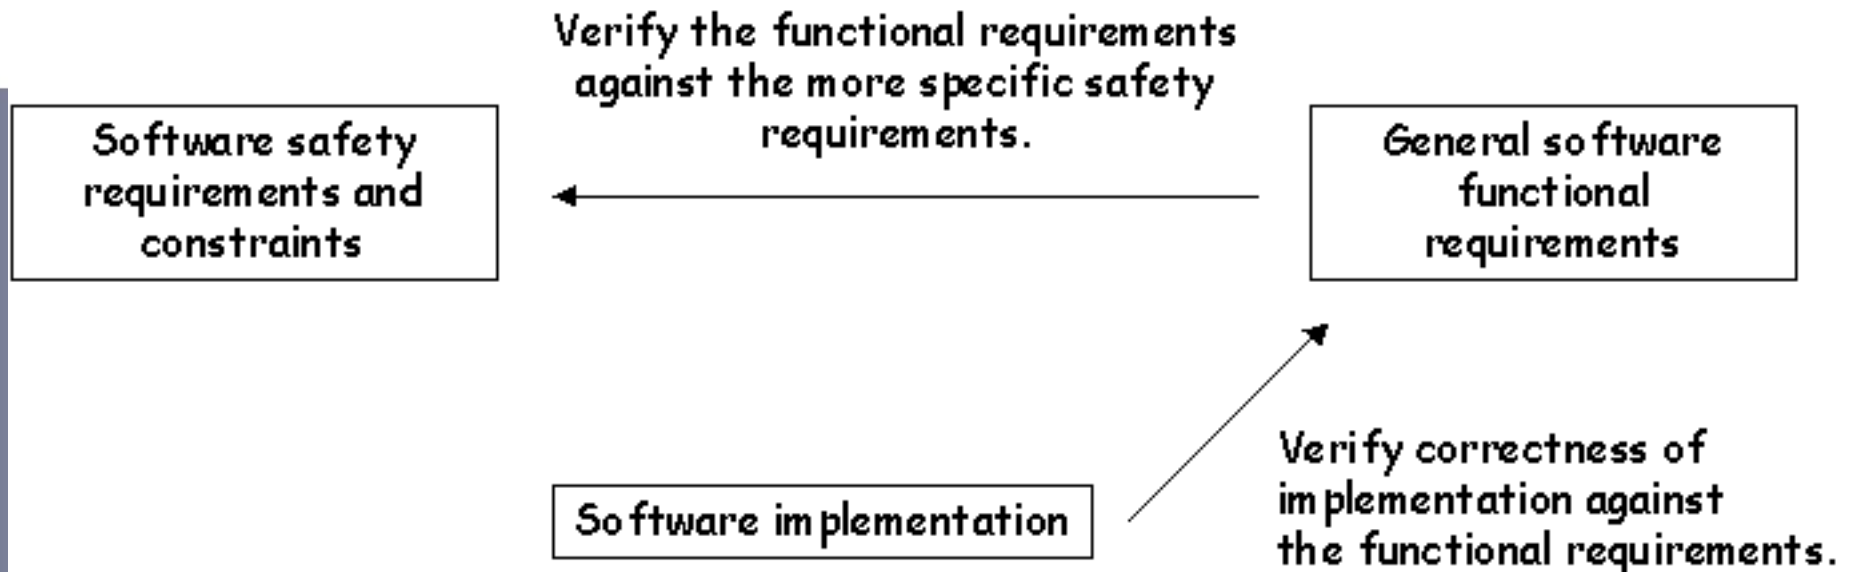 Verify the functional requirements
against the more specific safety
requirements.
Software safety
requirements and
constraints
General software
functional
requirements
Verify correctness of
implementation against
the functional requirements.
Software implementation